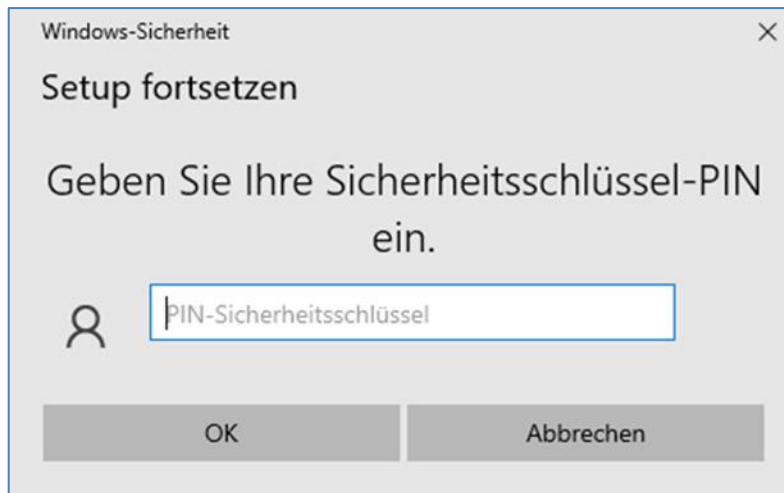 Windows-Sicherheit
Setup fortsetzen
Geben Sie Ihre Sicherheitsschlüssel-PIN
ein.
PIN-Sicherheitsschlüssel
OK
Abbrechen